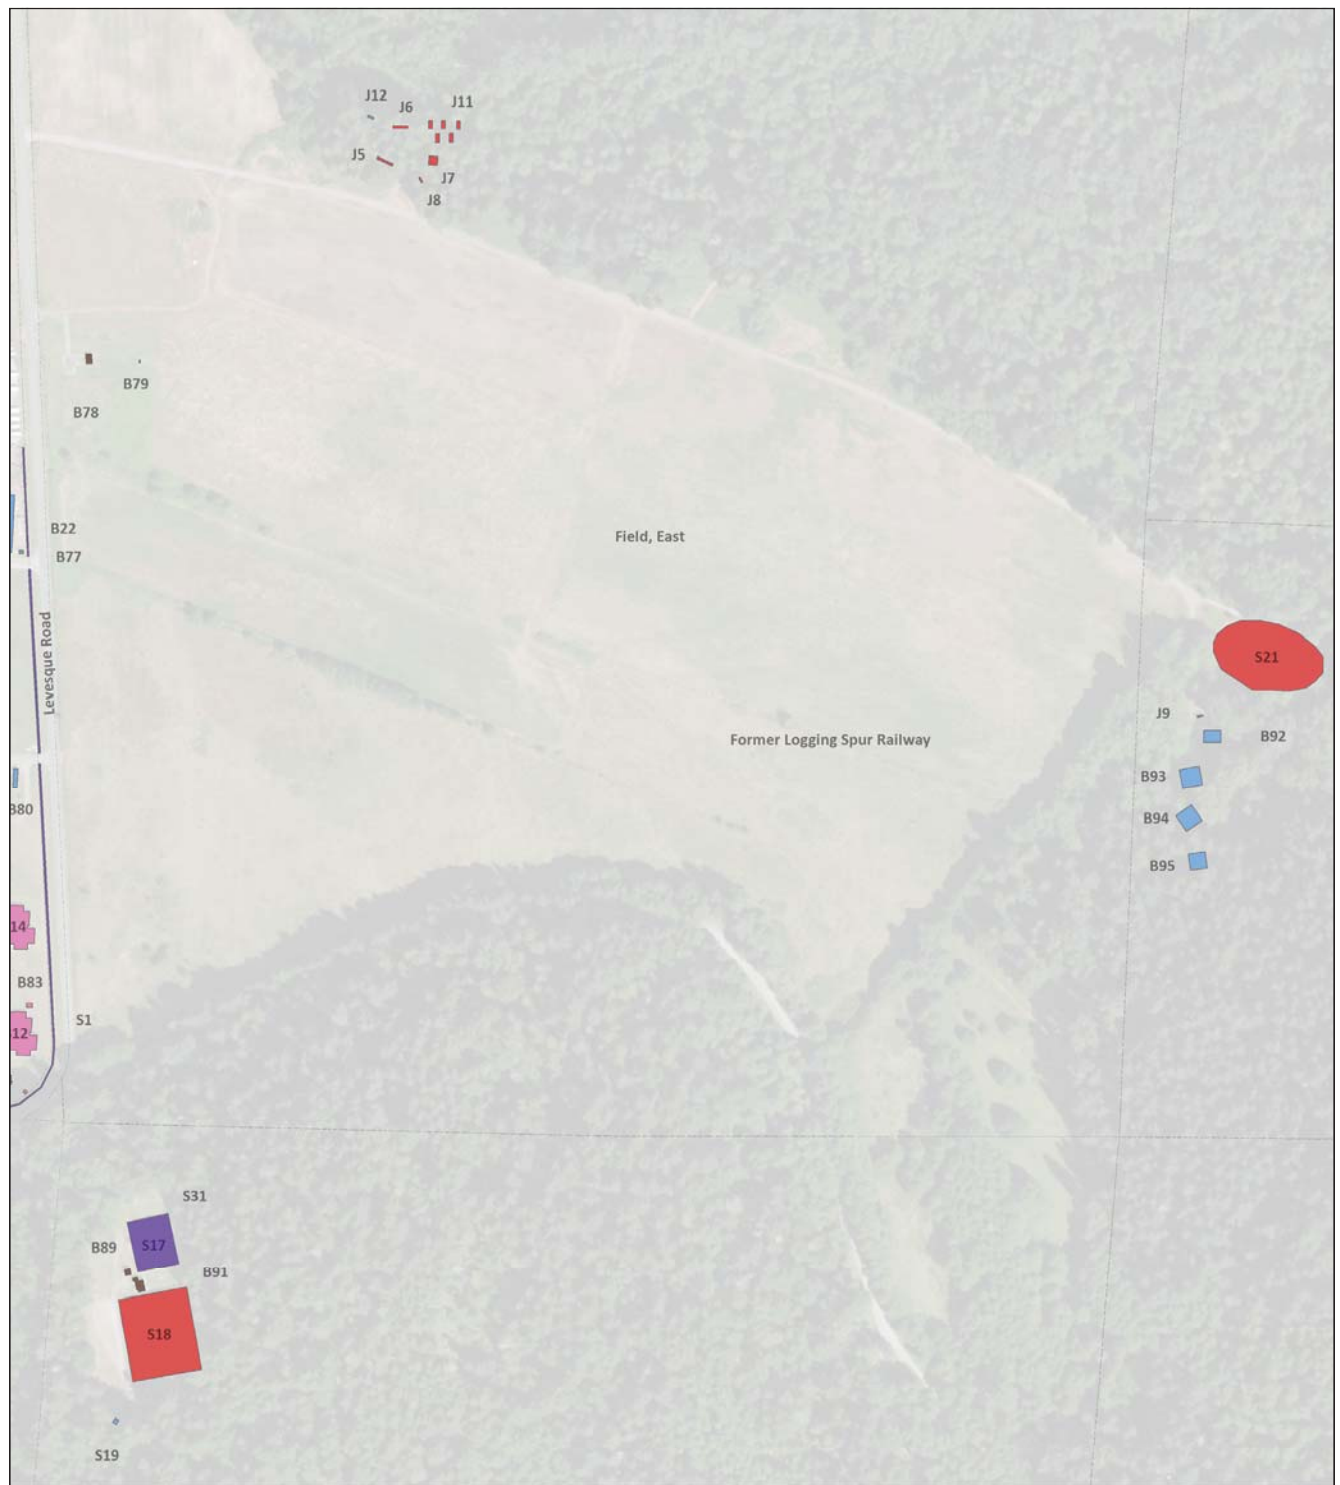 J12
J6
J11
J5
J7
J8
B79
B78
B22
Field, East
B77
Levesque Road
S21
J9
B92
Former Logging Spur Railway
B93
B80
B94
B95
14
B83
S1
12
S31
S17
B89
B91
S18
S19